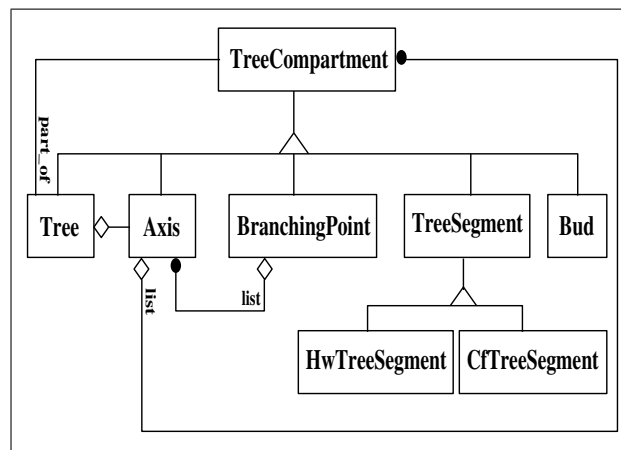 TreeCompartment
part_of
Tree
Axis
BranchingPoint
TreeSegment
Bud
list
list
HwTreeSegment
CfTreeSegment